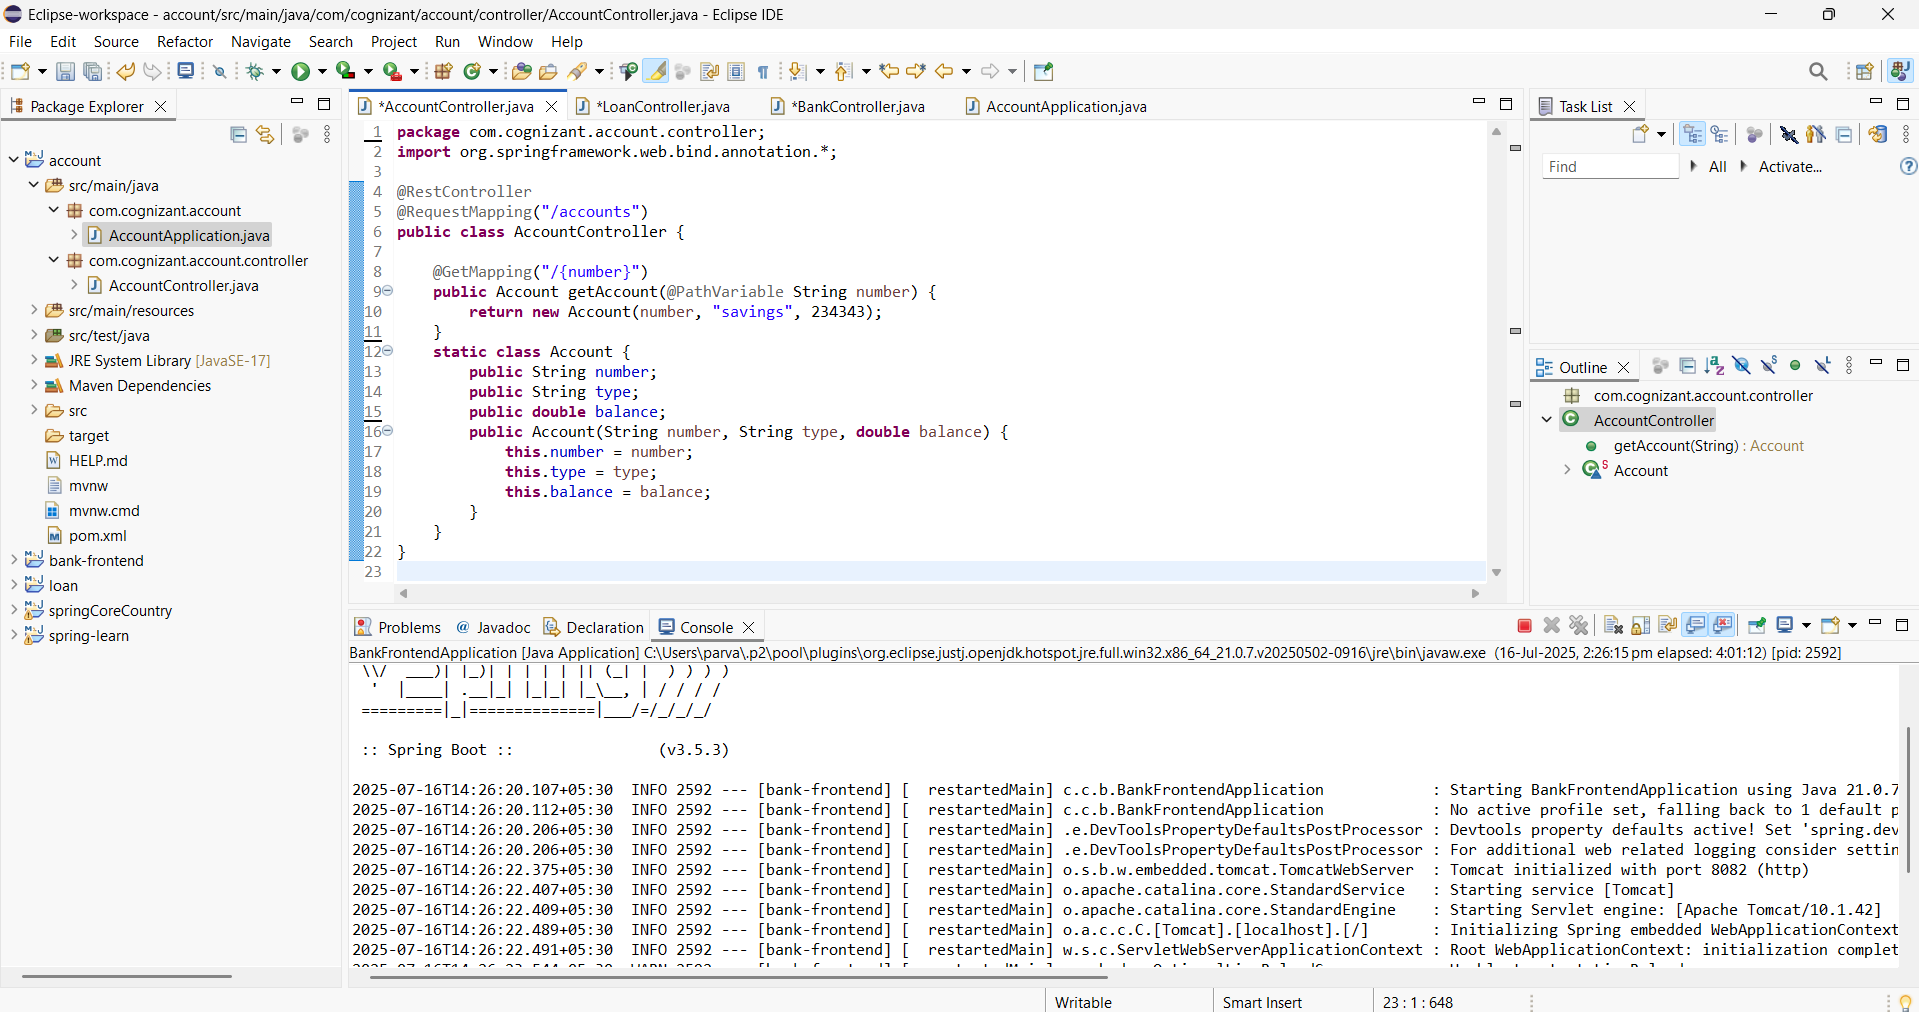 Eclipse-workspace - account/src/main/java/com/cognizant/account/controller/AccountController.java - Eclipse IDE
File Edit Source Refactor Navigate Search Project Run Window Help
Package Explorer
account
src/main/java
com.cognizant.account
AccountApplication.java
com.cognizant.account.controller
AccountController.java
src/main/resources
src/test/java
JRE System Library [JavaSE-17]
Maven Dependencies
src
target
HELP.md
mvnw
mvnw.cmd
pom.xml
bank-frontend
loan
springCoreCountry
spring-learn
*AccountController.java *LoanController.java *BankController.java AccountApplication.java
1 package com.cognizant.account.controller;
2 import org.springframework.web.bind.annotation.*;
3
4 @RestController
5 @RequestMapping("/accounts")
6 public class AccountController {
7
8 @GetMapping("/{number}")
9 public Account getAccount(@PathVariable String number) {
10 return new Account(number, "savings", 234343);
11 }
12 static class Account {
13 public String number;
14 public String type;
15 public double balance;
16 public Account(String number, String type, double balance) {
17 this.number = number;
18 this.type = type;
19 this.balance = balance;
20 }
21 }
22 }
23
Task List
Find All Activate...
Outline
com.cognizant.account.controller
AccountController
getAccount(String) : Account
Account
Problems Javadoc Declaration Console
BankFrontendApplication [Java Application] C:\Users\parva\.p2\pool\plugins\org.eclipse.justj.openjdk.hotspot.jre.full.win32.x86_64_21.0.7.v20250502-0916\jre\bin\javaw.exe (16-Jul-2025, 2:26:15 pm elapsed: 4:01:12) [pid: 2592]
:: Spring Boot :: (v3.5.3)
2025-07-16T14:26:20.107+05:30 INFO 2592 --- [bank-frontend] [ restartedMain] c.c.b.BankFrontendApplication : Starting BankFrontendApplication using Java 21.0.7
2025-07-16T14:26:20.112+05:30 INFO 2592 --- [bank-frontend] [ restartedMain] c.c.b.BankFrontendApplication : No active profile set, falling back to 1 default p
2025-07-16T14:26:20.206+05:30 INFO 2592 --- [bank-frontend] [ restartedMain] .e.DevToolsPropertyDefaultsPostProcessor : Devtools property defaults active! Set 'spring.dev
2025-07-16T14:26:20.206+05:30 INFO 2592 --- [bank-frontend] [ restartedMain] .e.DevToolsPropertyDefaultsPostProcessor : For additional web related logging consider settin
2025-07-16T14:26:22.375+05:30 INFO 2592 --- [bank-frontend] [ restartedMain] o.s.b.w.embedded.tomcat.TomcatWebServer : Tomcat initialized with port 8082 (http)
2025-07-16T14:26:22.407+05:30 INFO 2592 --- [bank-frontend] [ restartedMain] o.apache.catalina.core.StandardService : Starting service [Tomcat]
2025-07-16T14:26:22.409+05:30 INFO 2592 --- [bank-frontend] [ restartedMain] o.apache.catalina.core.StandardEngine : Starting Servlet engine: [Apache Tomcat/10.1.42]
2025-07-16T14:26:22.489+05:30 INFO 2592 --- [bank-frontend] [ restartedMain] o.a.c.c.C.[Tomcat].[localhost].[/] : Initializing Spring embedded WebApplicationContext
2025-07-16T14:26:22.491+05:30 INFO 2592 --- [bank-frontend] [ restartedMain] w.s.c.ServletWebServerApplicationContext : Root WebApplicationContext: initialization complet
Writable Smart Insert 23 : 1 : 648